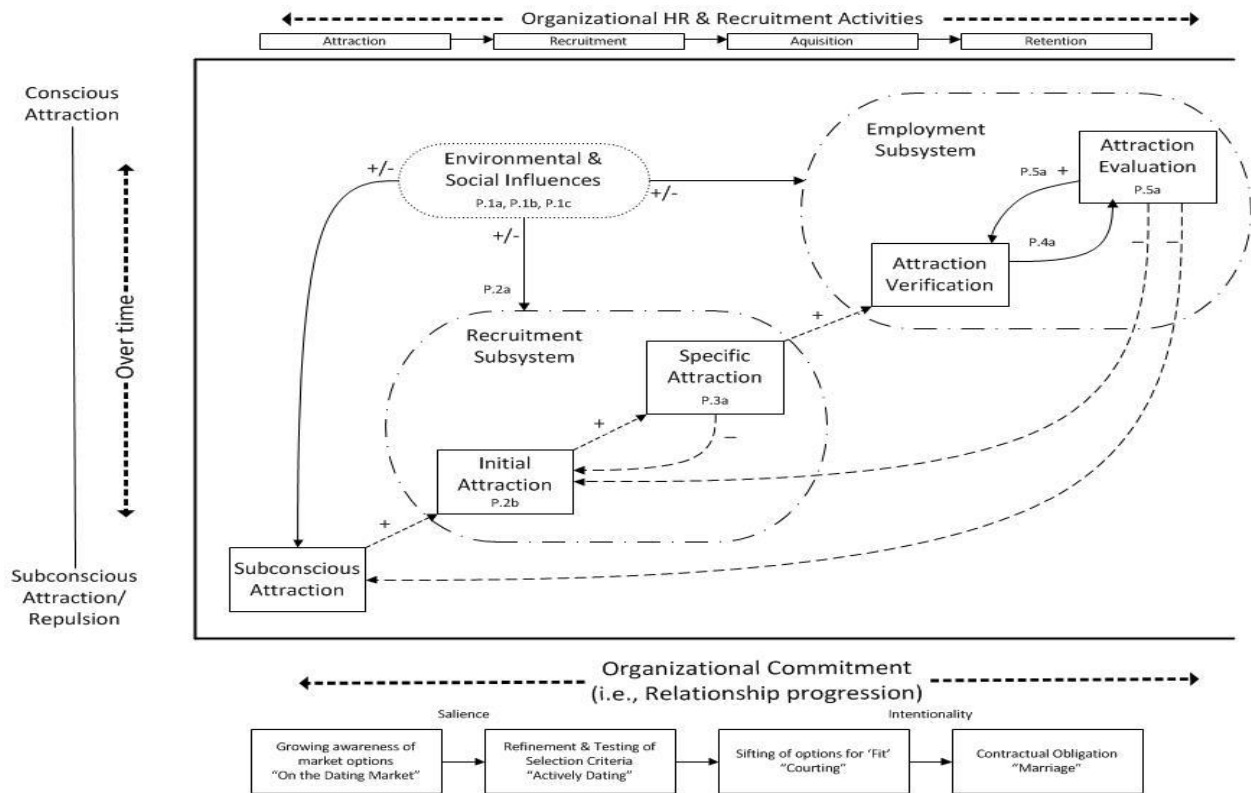 Organizational HR & Recruitment Activities
Attraction
Recruitment
Aquisition
Retention
Conscious
Attraction
Over time
Subconscious
Attraction/
Repulsion
Environmental &
Social Influences
P.1a, P.1b, P.1c
+/-
+/-
+/-
P.2a
Employment
Subsystem
Attraction
Evaluation
P.5a
P.5a +
P.4a
–
–
Attraction
Verification
+
Recruitment
Subsystem
Specific
Attraction
P.3a
+
–
Initial
Attraction
P.2b
+
Subconscious
Attraction
Organizational Commitment
(i.e., Relationship progression)
Salience
Intentionality
Growing awareness of
market options
“On the Dating Market”
Refinement & Testing of
Selection Criteria
“Actively Dating”
Sifting of options for ‘Fit’
“Courting”
Contractual Obligation
“Marriage”